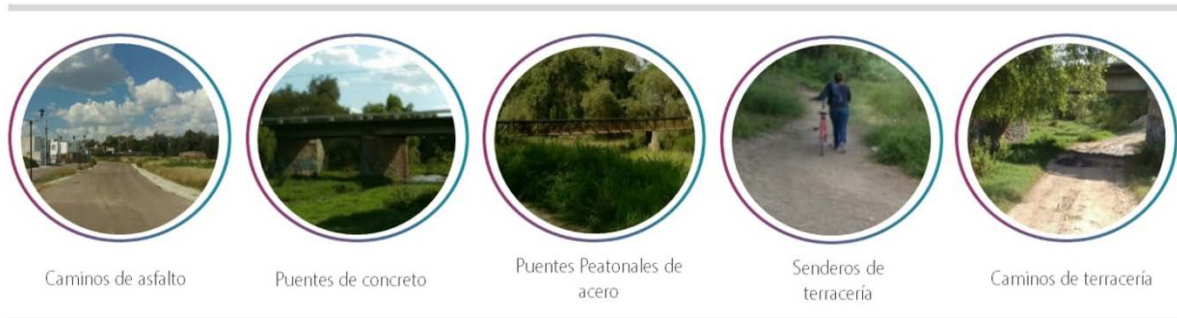 Caminos de asfalto
Puentes de concreto
Puentes Peatonales de
acero
Senderos de
terracería
Caminos de terracería